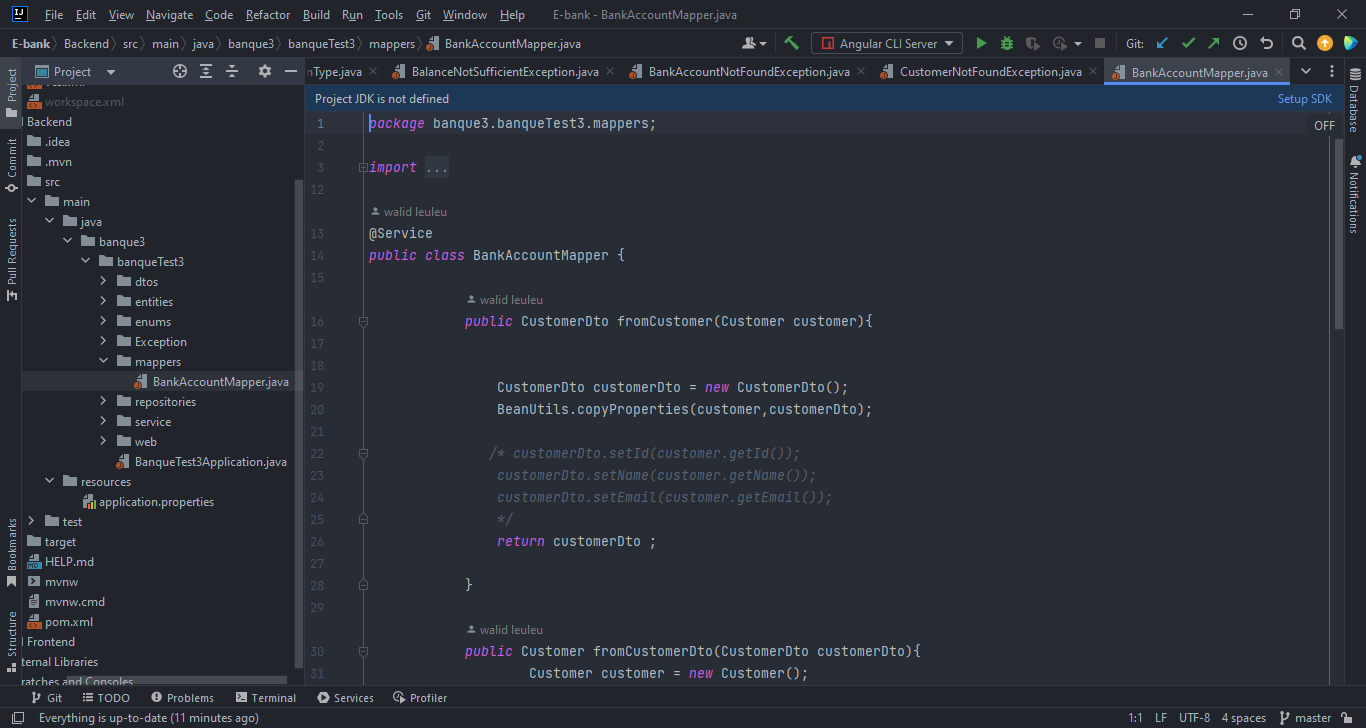 IJ File Edit View Navigate Code Refactor Build Run Tools Git Window Help E-bank - BankAccountMapper.java
E-bank Backend src main java banque3 banqueTest3 mappers BankAccountMapper.java Angular CLI Server Git:
Project nType.java BalanceNotSufficientException.java BankAccountNotFoundException.java CustomerNotFoundException.java BankAccountMapper.java
Project JDK is not defined Setup SDK
OFF
Project
Commit
Pull Requests
Bookmarks
Structure
workspace.xml
Backend
.idea
.mvn
src
main
java
banque3
banqueTest3
dtos
entities
enums
Exception
mappers
BankAccountMapper.java
repositories
service
web
BanqueTest3Application.java
resources
application.properties
test
target
HELP.md
mvnw
mvnw.cmd
pom.xml
Frontend
ternal Libraries
ratches and Consoles
1 package banque3.banqueTest3.mappers;
2
3 import ...
12
walid leuleu
13 @Service
14 public class BankAccountMapper {
15
walid leuleu
16 public CustomerDto fromCustomer(Customer customer){
17
18
19 CustomerDto customerDto = new CustomerDto();
20 BeanUtils.copyProperties(customer,customerDto);
21
22 /* customerDto.setId(customer.getId());
23 customerDto.setName(customer.getName());
24 customerDto.setEmail(customer.getEmail());
25 */
26 return customerDto ;
27
28 }
29
walid leuleu
30 public Customer fromCustomerDto(CustomerDto customerDto){
31 Customer customer = new Customer();
Database
Notifications
Git TODO Problems Terminal Services Profiler
Everything is up-to-date (11 minutes ago) 1:1 LF UTF-8 4 spaces master